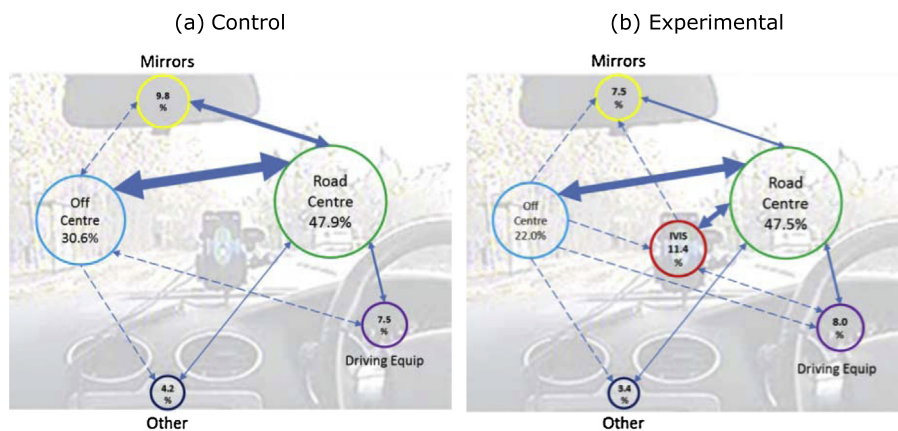 (a) Control
(b) Experimental
Mirrors
9.8
%
Off
Centre
30.6%
Road
Centre
47.9%
7.5
%
Driving Equip
4.2
%
Other
Mirrors
7.5
%
Off
Centre
22.0%
IVIS
11.4
%
Road
Centre
47.5%
8.0
%
Driving Equip
3.4
%
Other